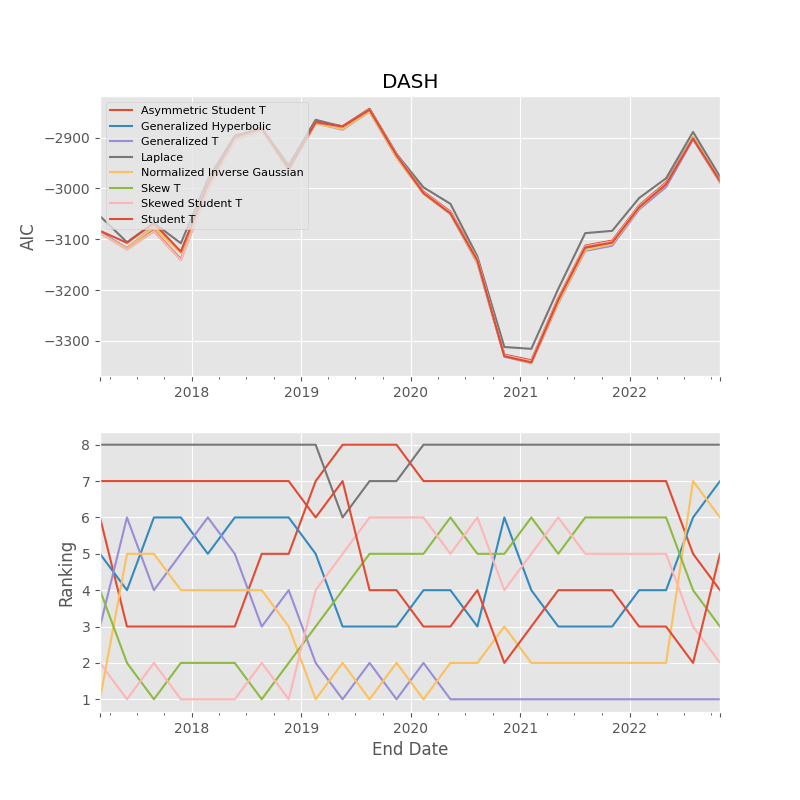 DASH
AIC
−2900
−3000
−3100
−3200
−3300
Asymmetric Student T
Generalized Hyperbolic
Generalized T
Laplace
Normalized Inverse Gaussian
Skew T
Skewed Student T
Student T
2018 2019 2020 2021 2022
Ranking
8
7
6
5
4
3
2
1
2018 2019 2020 2021 2022
End Date